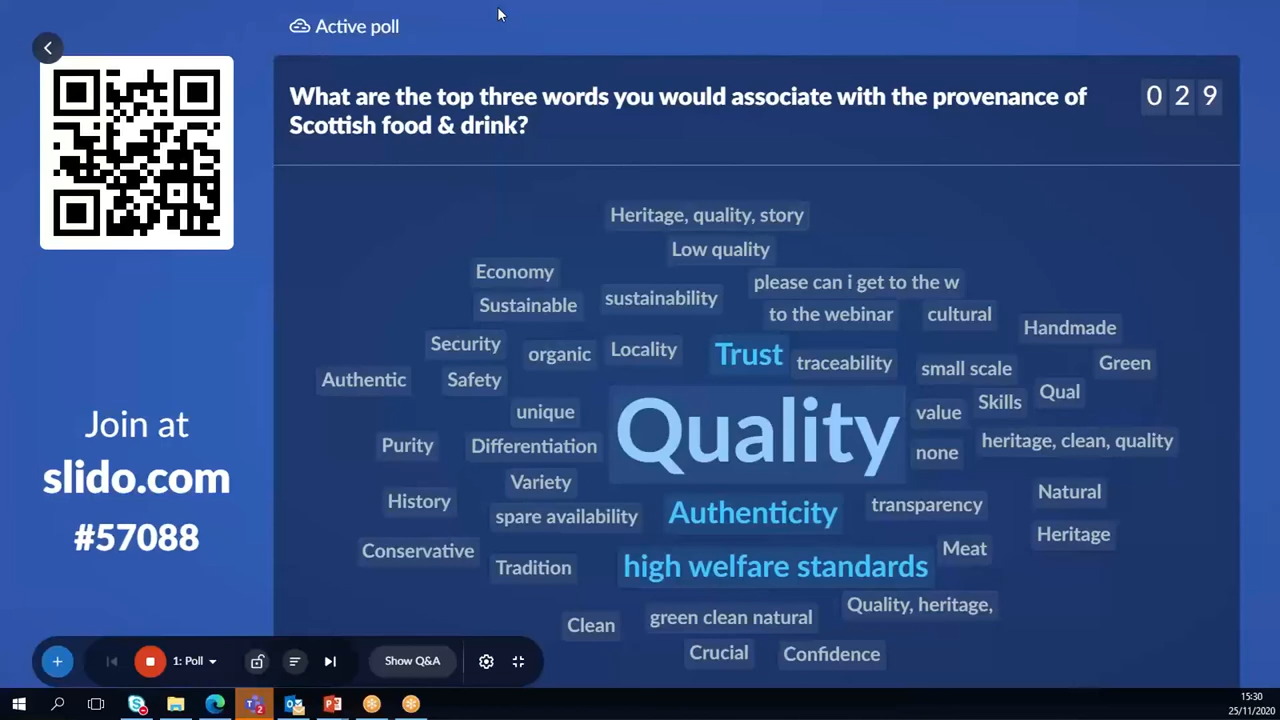 Active poll
What are the top three words you would associate with the provenance of
Scottish food & drink?
0 2 9
Join at
slido.com
#57088
Heritage, quality, story
Low quality
Economy
please can i get to the w
Sustainable
sustainability
to the webinar
cultural
Handmade
Security
organic
Locality
Trust
traceability
small scale
Green
Authentic
Safety
unique
Quality
value
Skills
Qual
Purity
Differentiation
none
heritage, clean, quality
Variety
History
spare availability
Authenticity
transparency
Natural
Heritage
Conservative
Tradition
high welfare standards
Meat
Clean
green clean natural
Quality, heritage,
Crucial
Confidence
1: Poll
Show Q&A
15:30
25/11/2020